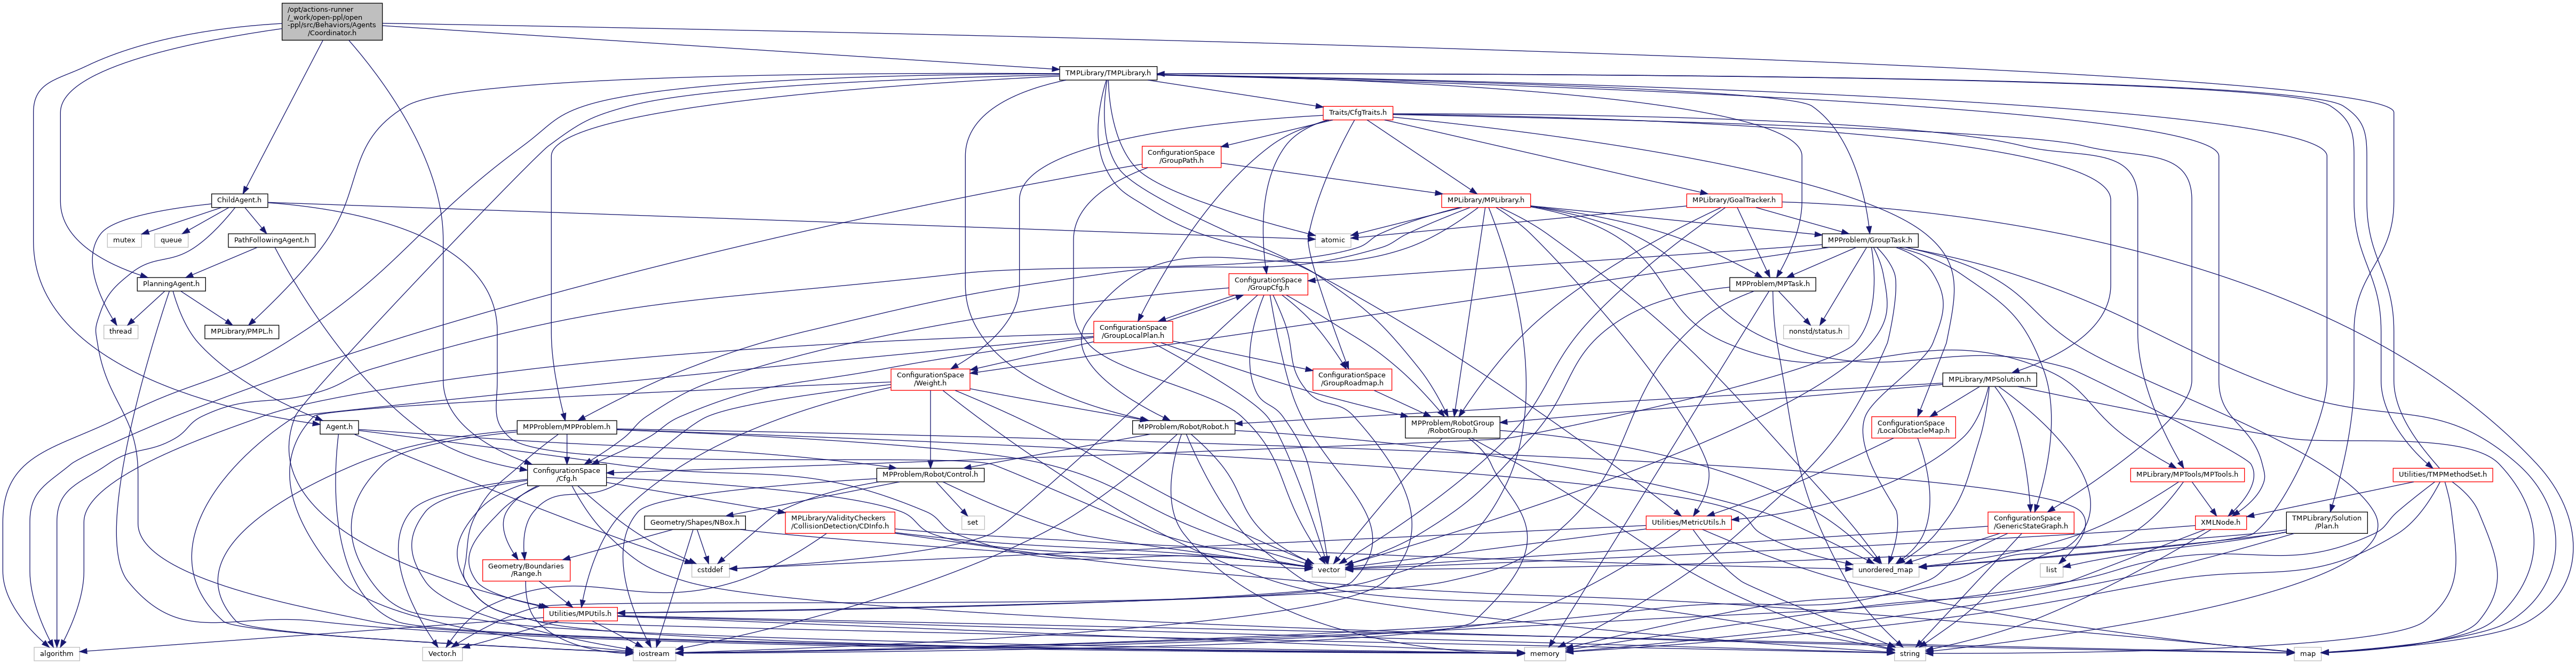 /opt/actions-runner
/_work/open-ppl/open
-ppl/src/Behaviors/Agents
/Coordinator.h
TMPLibrary/TMPLibrary.h
Traits/CfgTraits.h
ConfigurationSpace
/GroupPath.h
ChildAgent.h
MPLibrary/MPLibrary.h
MPLibrary/GoalTracker.h
mutex
queue
PathFollowingAgent.h
atomic
MPProblem/GroupTask.h
PlanningAgent.h
ConfigurationSpace
/GroupCfg.h
MPProblem/MPTask.h
thread
MPLibrary/PMPL.h
ConfigurationSpace
/GroupLocalPlan.h
nonstd/status.h
ConfigurationSpace
/Weight.h
ConfigurationSpace
/GroupRoadmap.h
MPLibrary/MPSolution.h
Agent.h
MPProblem/MPProblem.h
MPProblem/Robot/Robot.h
MPProblem/RobotGroup
/RobotGroup.h
ConfigurationSpace
/LocalObstacleMap.h
ConfigurationSpace
/Cfg.h
MPProblem/Robot/Control.h
MPLibrary/MPTools/MPTools.h
Utilities/TMPMethodSet.h
Geometry/Shapes/NBox.h
set
MPLibrary/ValidityCheckers
/CollisionDetection/CDInfo.h
Utilities/MetricUtils.h
ConfigurationSpace
/GenericStateGraph.h
XMLNode.h
TMPLibrary/Solution
/Plan.h
Geometry/Boundaries
/Range.h
cstddef
vector
unordered_map
list
Utilities/MPUtils.h
algorithm
Vector.h
iostream
memory
string
map